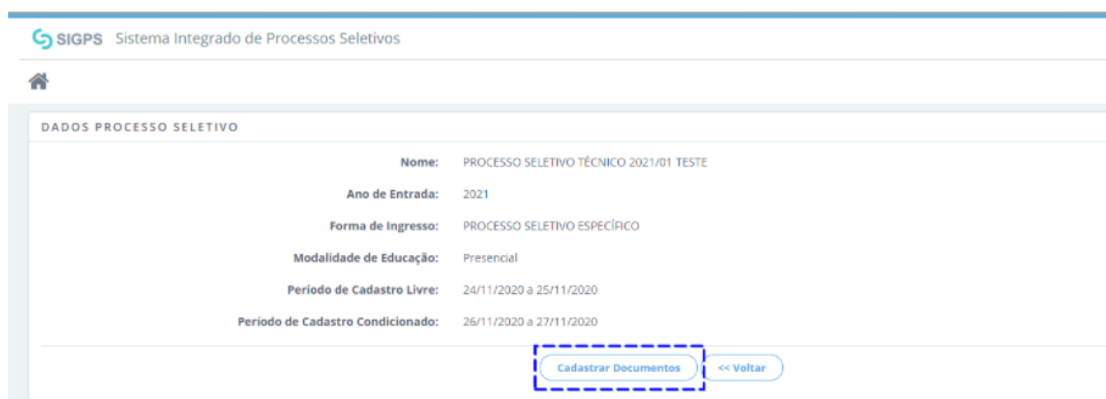 SIGPS Sistema Integrado de Processos Seletivos
DADOS PROCESSO SELETIVO
Nome: PROCESSO SELETIVO TÉCNICO 2021/01 TESTE
Ano de Entrada: 2021
Forma de Ingresso: PROCESSO SELETIVO ESPECÍFICO
Modalidade de Educação: Presencial
Período de Cadastro Livre: 24/11/2020 a 25/11/2020
Período de Cadastro Condicionado: 26/11/2020 a 27/11/2020
Cadastrar Documentos << Voltar